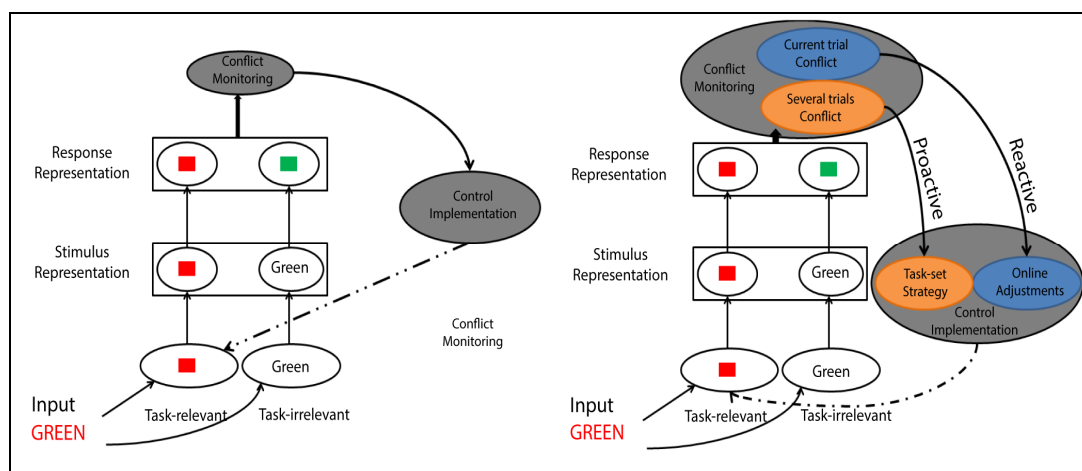 Conflict
Monitoring
Response
Representation
Control
Implementation
Stimulus
Representation
Green
Conflict
Monitoring
Green
Input
GREEN
Task-relevant
Task-irrelevant
Current trial
Conflict
Conflict
Monitoring
Several trials
Conflict
Proactive
Reactive
Response
Representation
Stimulus
Representation
Green
Task-set
Strategy
Online
Adjustments
Control
Implementation
Green
Input
GREEN
Task-relevant
Task-irrelevant